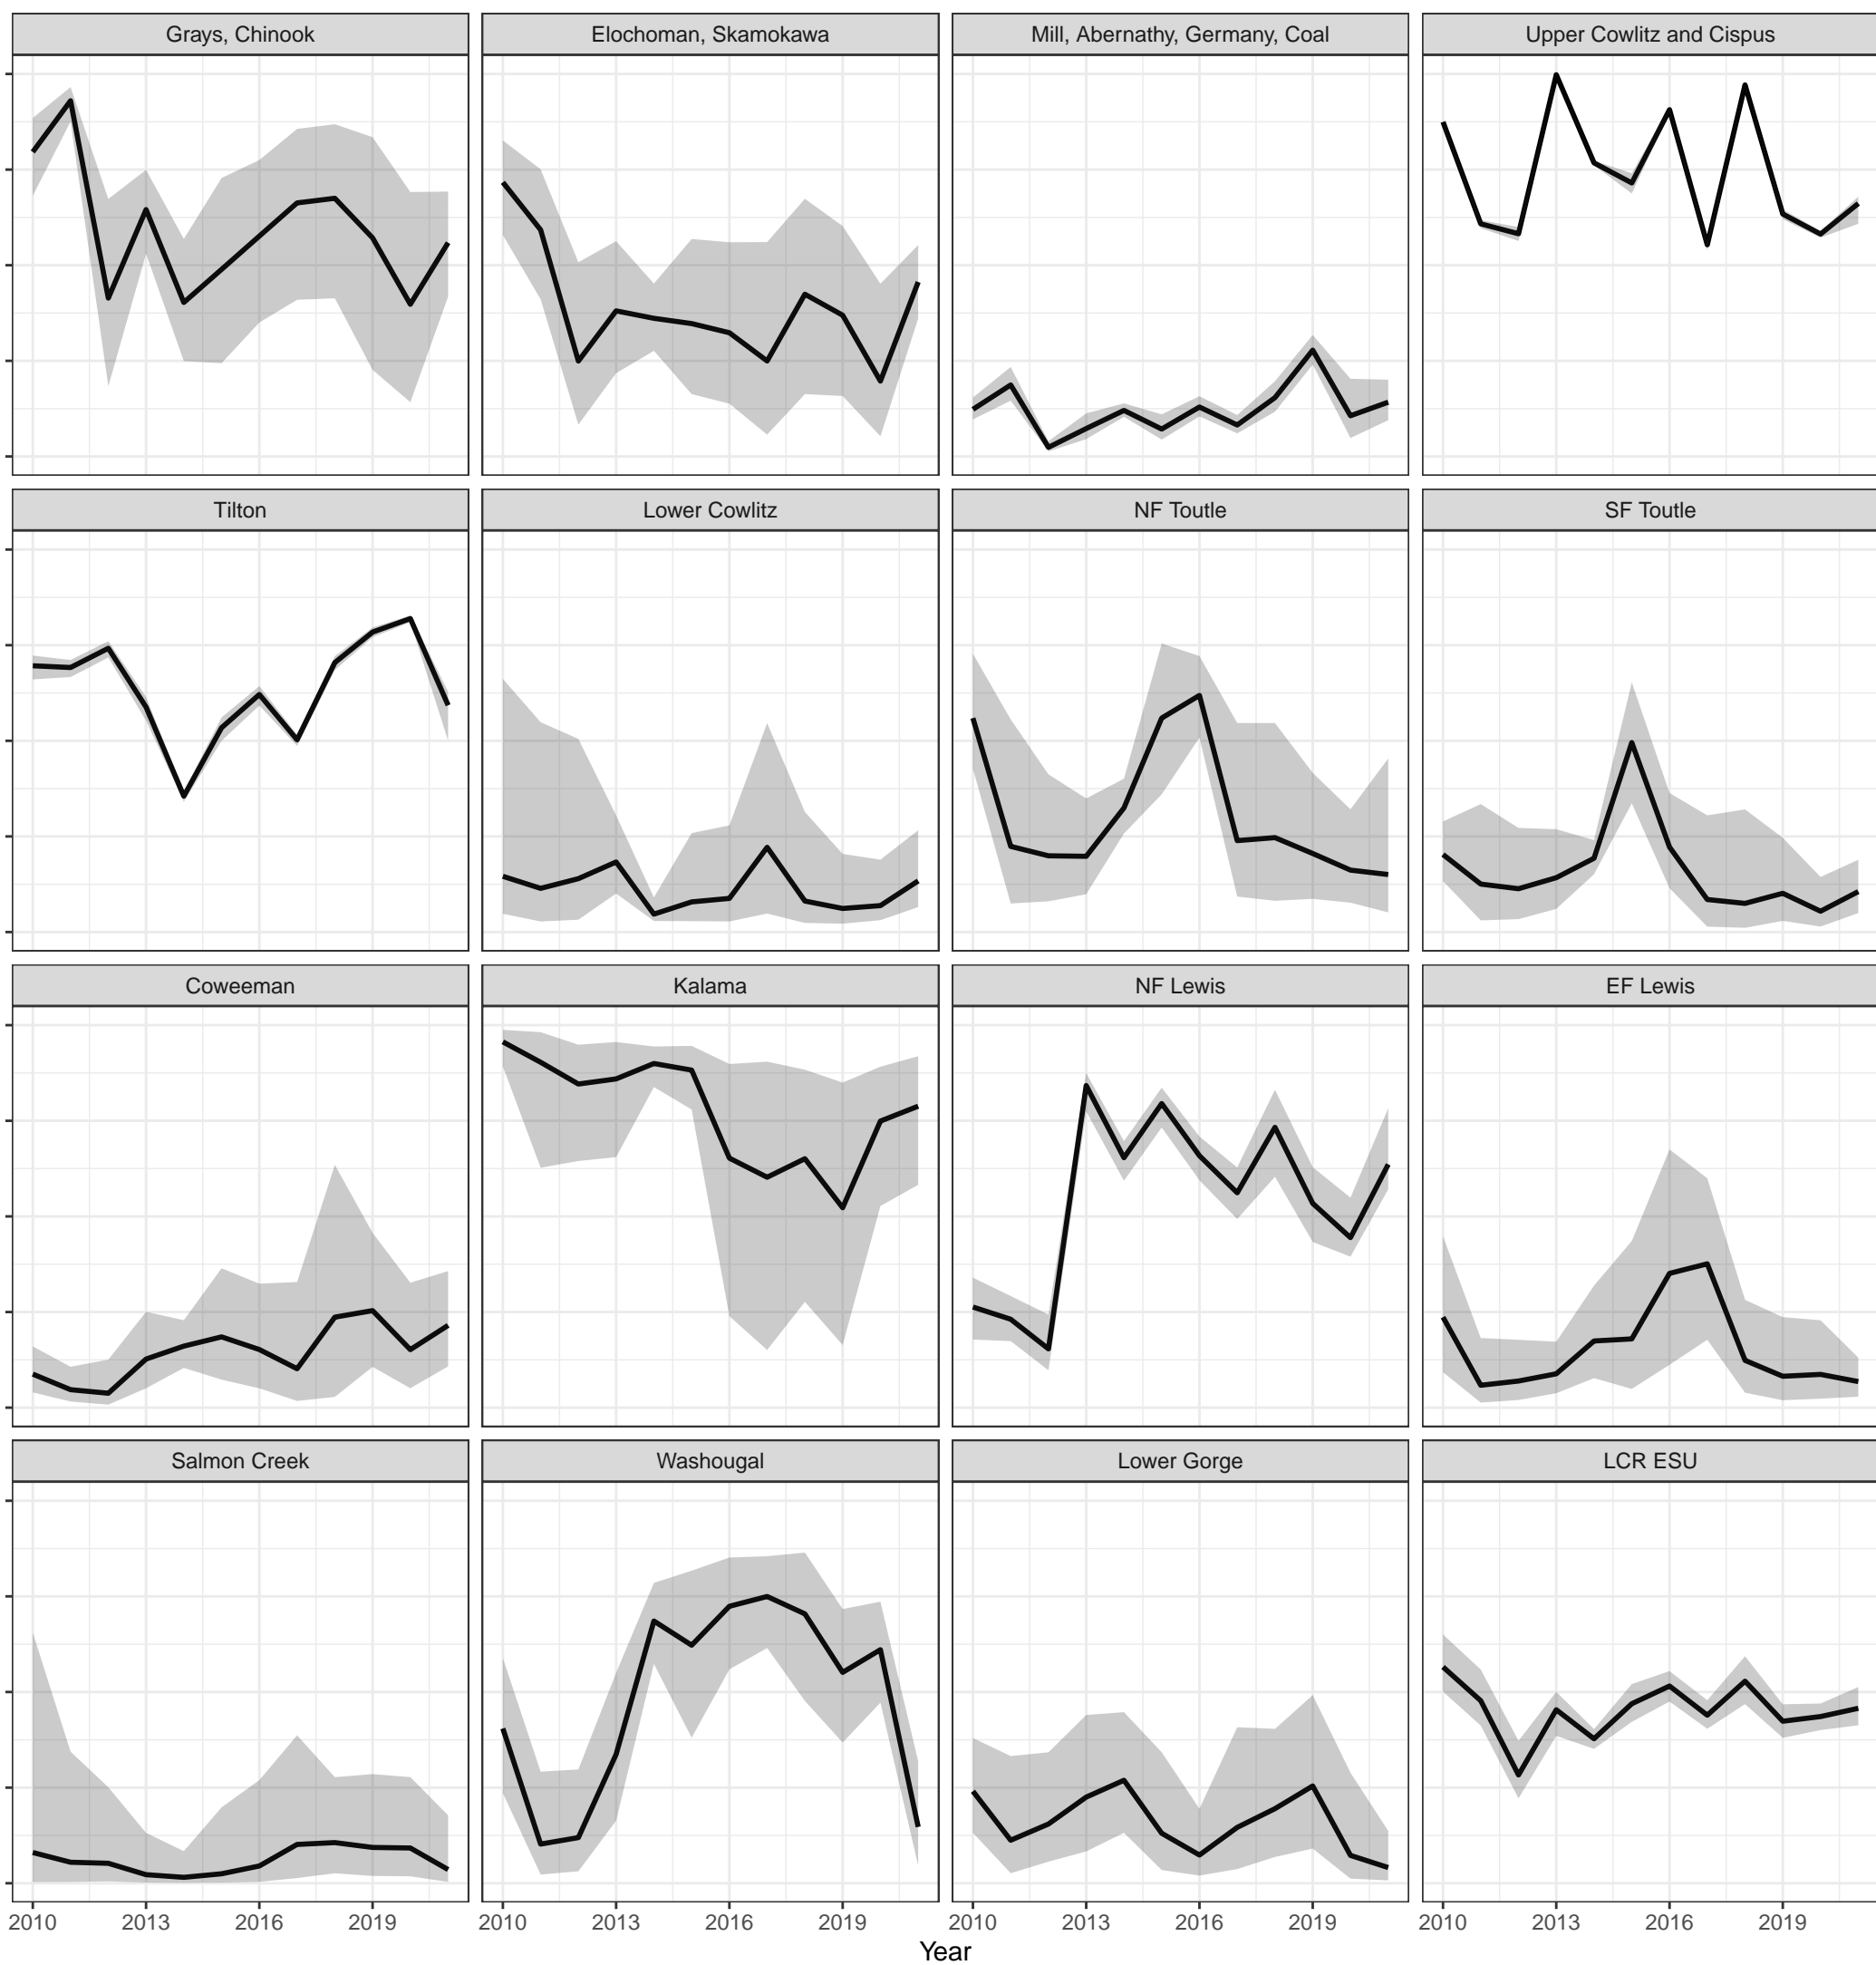 Grays, Chinook
Elochoman, Skamokawa
Mill, Abernathy, Germany, Coal
Upper Cowlitz and Cispus
Tilton
Lower Cowlitz
NF Toutle
SF Toutle
Coweeman
Kalama
NF Lewis
EF Lewis
Salmon Creek
Washougal
Lower Gorge
LCR ESU
2010 2013 2016 2019 2010 2013 2016 2019 2010 2013 2016 2019 2010 2013 2016 2019
Year